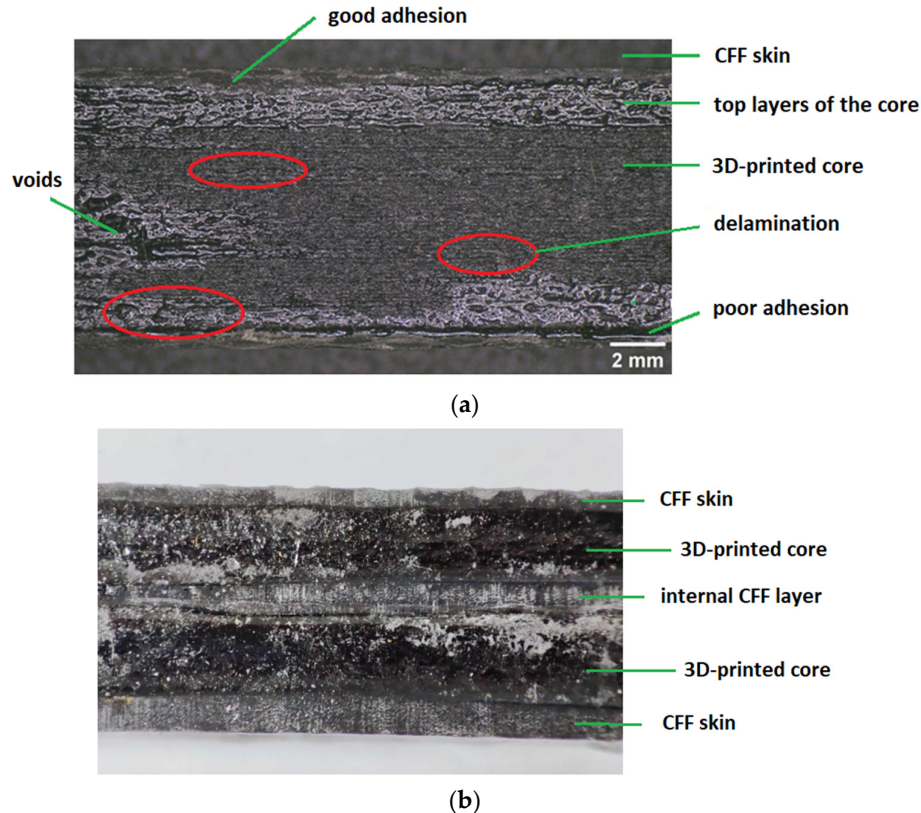 good adhesion
CFF skin
top layers of the core
3D-printed core
voids
delamination
poor adhesion
2 mm
(a)
CFF skin
3D-printed core
internal CFF layer
3D-printed core
CFF skin
(b)